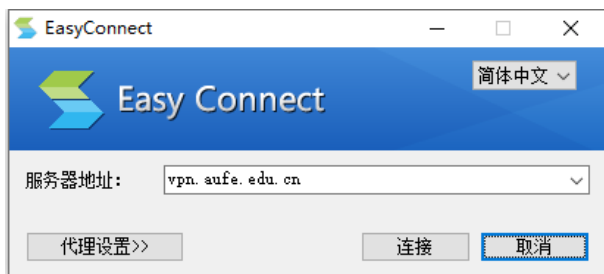 EasyConnect
简体中文
Easy Connect
服务器地址：
vpn.aufe.edu.cn
代理设置>>
连接
取消